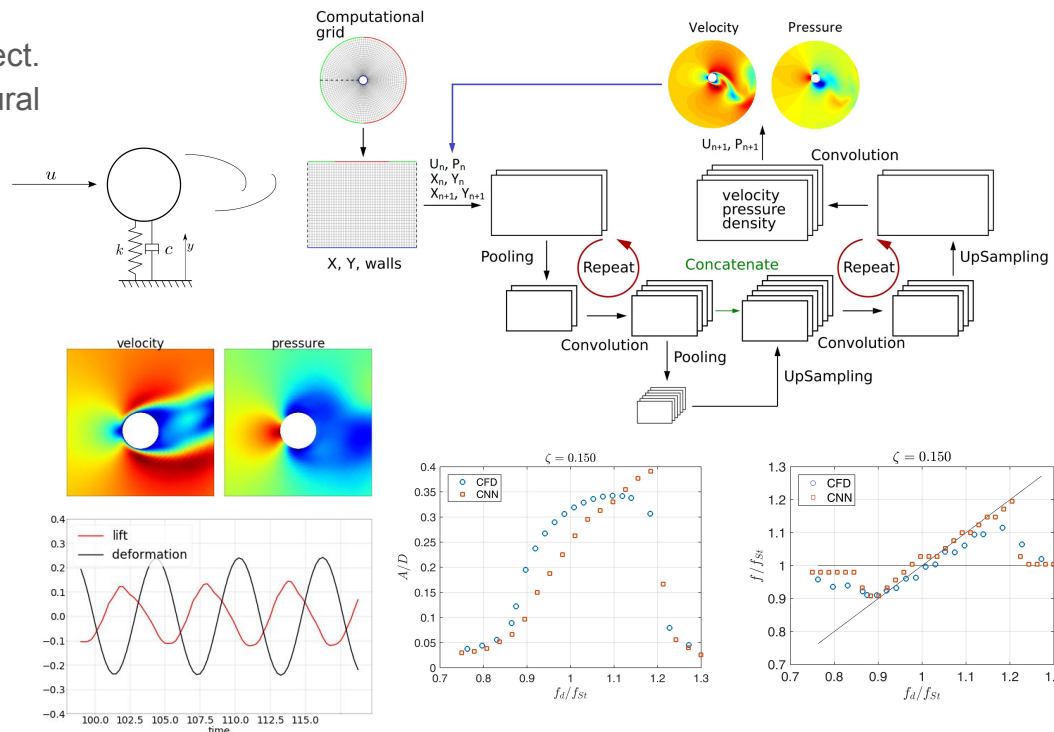 ect.
ural
Computational
grid
Velocity
Pressure
u
k
c
y
X, Y, walls
Uₙ, Pₙ
Xₙ, Yₙ
Xₙ₊₁, Yₙ₊₁
Uₙ₊₁, Pₙ₊₁
Convolution
velocity
pressure
density
Pooling
Repeat
Concatenate
Repeat
UpSampling
Convolution
Pooling
Convolution
UpSampling
velocity
pressure
0.4
0.3
0.2
0.1
0.0
−0.1
−0.2
−0.3
−0.4
lift
deformation
100.0 102.5 105.0 107.5 110.0 112.5 115.0
time
ζ = 0.150
0.4
0.35
0.3
0.25
0.2
0.15
0.1
0.05
0
A/D
CFD
CNN
0.7 0.8 0.9 1 1.1 1.2 1.3
f_d/f_St
ζ = 0.150
1.3
1.2
1.1
1
0.9
0.8
0.7
f/f_St
CFD
CNN
0.7 0.8 0.9 1 1.1 1.2 1.
f_d/f_St